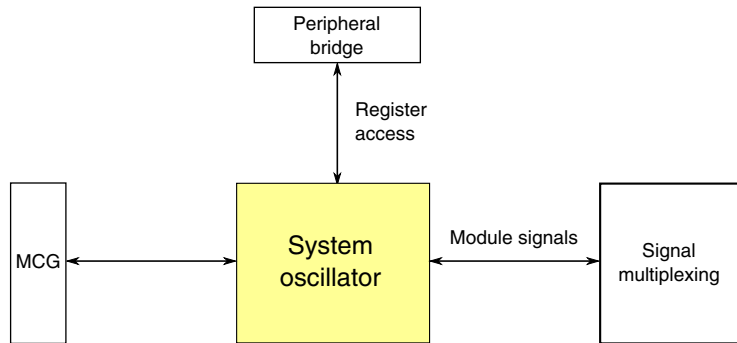 Peripheral
bridge
Register
access
MCG
System
oscillator
Module signals
Signal
multiplexing